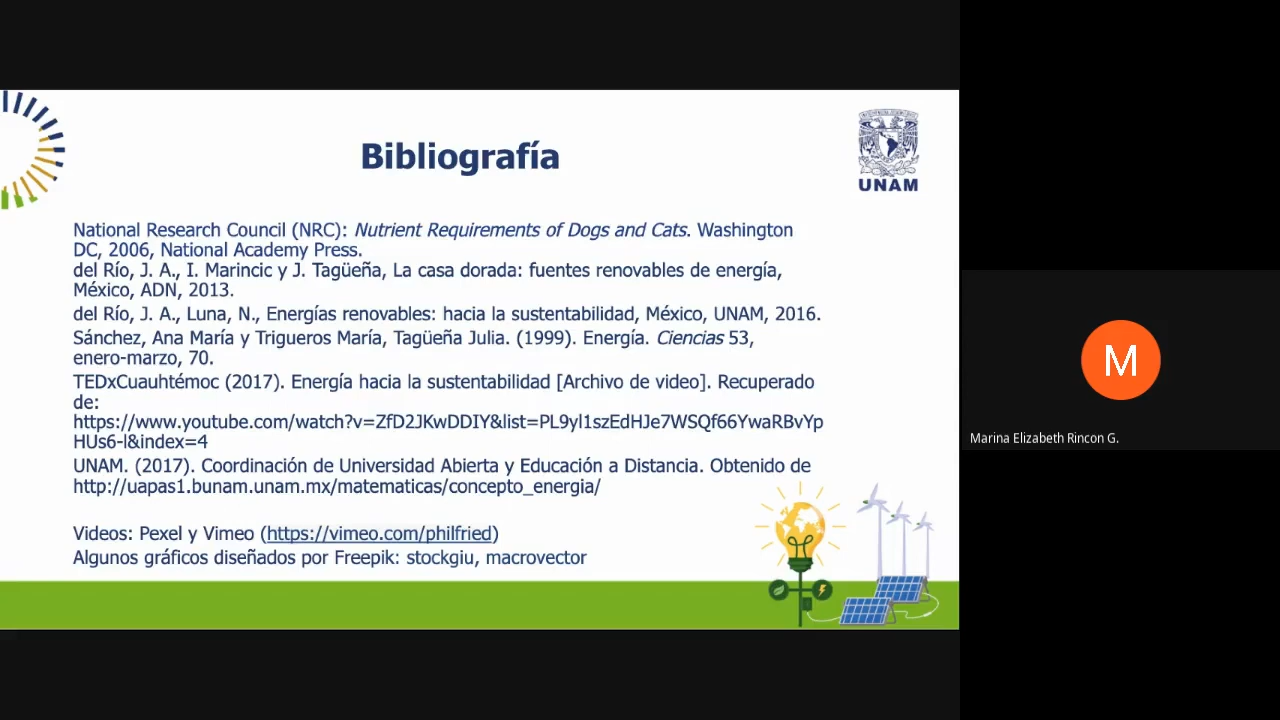 Bibliografía
UNAM
National Research Council (NRC): Nutrient Requirements of Dogs and Cats. Washington
DC, 2006, National Academy Press.
del Río, J. A., I. Marincic y J. Tagüeña, La casa dorada: fuentes renovables de energía,
México, ADN, 2013.
del Río, J. A., Luna, N., Energías renovables: hacia la sustentabilidad, México, UNAM, 2016.
Sánchez, Ana María y Trigueros María, Tagüeña Julia. (1999). Energía. Ciencias 53,
enero-marzo, 70.
TEDxCuauhtémoc (2017). Energía hacia la sustentabilidad [Archivo de video]. Recuperado
de:
https://www.youtube.com/watch?v=ZfD2JKwDDIY&list=PL9yl1szEdHJe7WSQf66YwaRBvYp
HUs6-l&index=4
UNAM. (2017). Coordinación de Universidad Abierta y Educación a Distancia. Obtenido de
http://uapas1.bunam.unam.mx/matematicas/concepto_energia/
Videos: Pexel y Vimeo (https://vimeo.com/philfried)
Algunos gráficos diseñados por Freepik: stockgiu, macrovector
M
Marina Elizabeth Rincon G.